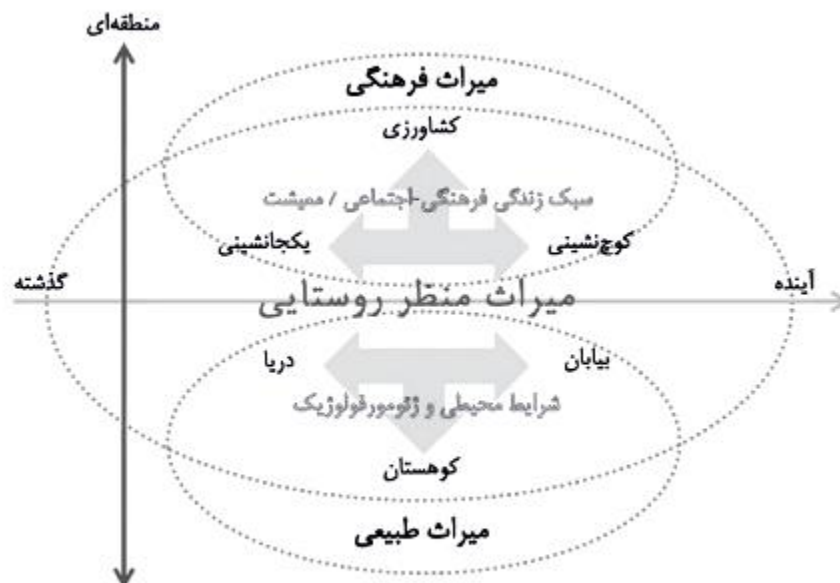 منطقه‌ای
میراث فرهنگی
کشاورزی
سبک زندگی فرهنگی-اجتماعی / معیشت
کوچ‌نشینی
یکجانشینی
آینده
گذشته
میراث منظر روستایی
بیابان
دریا
شرایط محیطی و ژئومورفولوژیک
کوهستان
میراث طبیعی